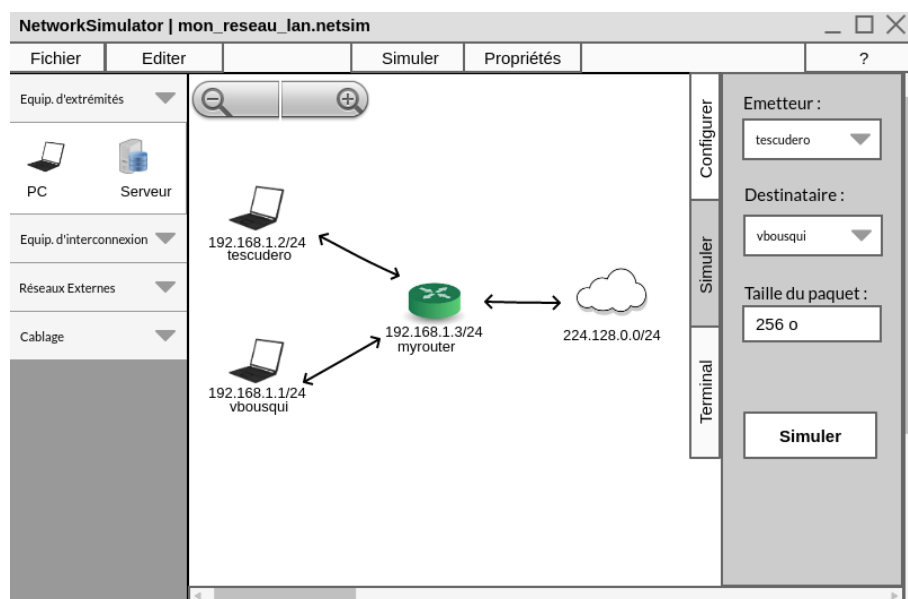 NetworkSimulator | mon_reseau_lan.netsim
Fichier Editer Simuler Propriétés ?
Equip. d'extrémités
PC Serveur
Equip. d'interconnexion
Réseaux Externes
Cablage
192.168.1.2/24
tescudero
192.168.1.3/24
myrouter
224.128.0.0/24
192.168.1.1/24
vbousqui
Configurer
Simuler
Terminal
Emetteur :
tescudero
Destinataire :
vbousqui
Taille du paquet :
256 o
Simuler